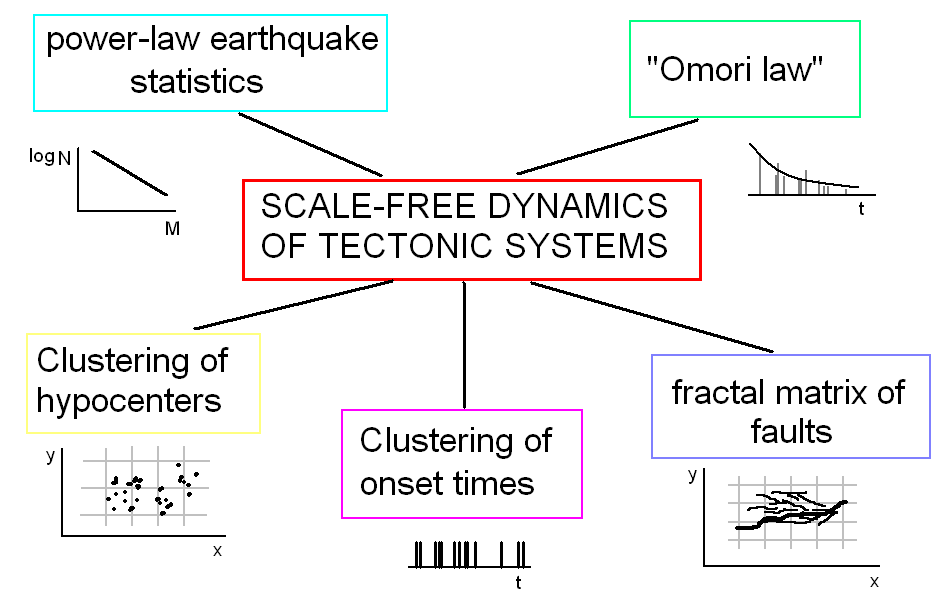 power-law earthquake
statistics
"Omori law"
logN
M
t
SCALE-FREE DYNAMICS
OF TECTONIC SYSTEMS
Clustering of
hypocenters
y
x
Clustering of
onset times
t
fractal matrix of
faults
y
x